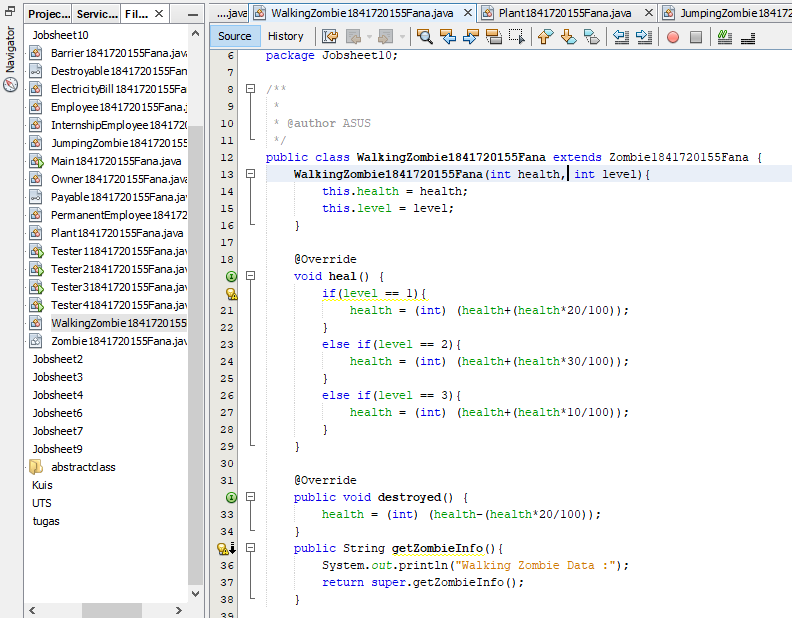 Projec...
Servic...
Fil...
Navigator
Jobsheet10
Barrier1841720155Fana.java
Destroyable1841720155Fan
ElectricityBill1841720155Fa
Employee1841720155Fana.j
InternshipEmployee184172
JumpingZombie184172015
Main1841720155Fana.java
Owner1841720155Fana.java
Payable1841720155Fana.jav
PermanentEmployee184172
Plant1841720155Fana.java
Tester11841720155Fana.jav
Tester21841720155Fana.jav
Tester31841720155Fana.jav
Tester41841720155Fana.jav
WalkingZombie1841720155
Zombie1841720155Fana.jav
Jobsheet2
Jobsheet3
Jobsheet4
Jobsheet6
Jobsheet7
Jobsheet9
abstractclass
Kuis
UTS
tugas
...java
WalkingZombie1841720155Fana.java
Plant1841720155Fana.java
JumpingZombie1841720
Source
History
6 package Jobsheet10;
7
8 /**
9 *
10 * @author ASUS
11 */
12 public class WalkingZombie1841720155Fana extends Zombie1841720155Fana {
13 WalkingZombie1841720155Fana(int health, int level){
14 this.health = health;
15 this.level = level;
16 }
17
18 @Override
void heal() {
if(level == 1){
21 health = (int) (health+(health*20/100));
22 }
23 else if(level == 2){
24 health = (int) (health+(health*30/100));
25 }
26 else if(level == 3){
27 health = (int) (health+(health*10/100));
28 }
29 }
30
31 @Override
public void destroyed() {
33 health = (int) (health-(health*20/100));
34 }
public String getZombieInfo(){
36 System.out.println("Walking Zombie Data :");
37 return super.getZombieInfo();
38 }
39